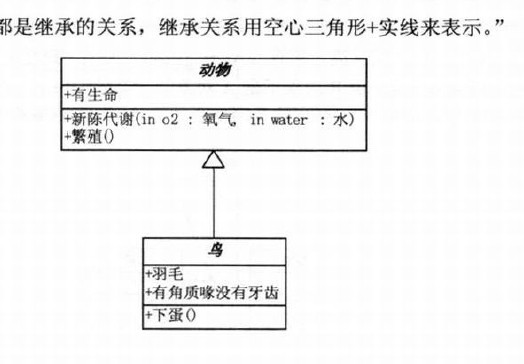 都是继承的关系，继承关系用空心三角形+实线来表示。”
动物
+有生命
+新陈代谢(in o2 : 氧气, in water : 水)
+繁殖()
鸟
+羽毛
+有角质喙没有牙齿
+下蛋()